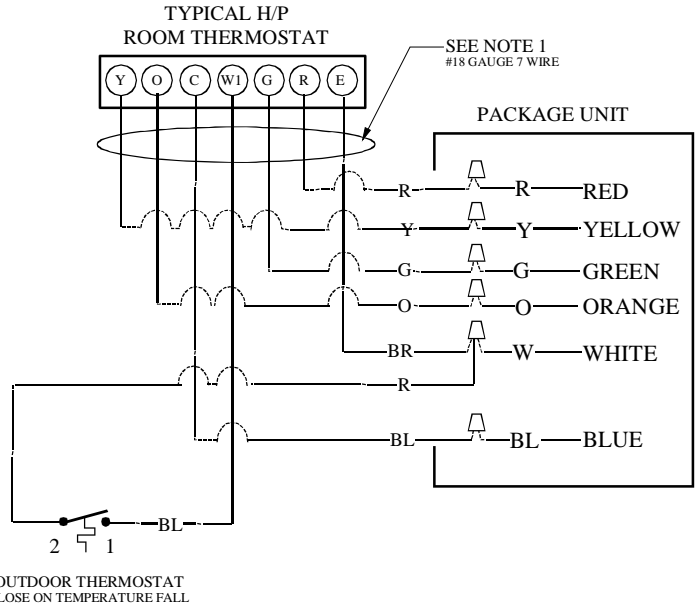 TYPICAL H/P
ROOM THERMOSTAT
Y O C W1 G R E
SEE NOTE 1
#18 GAUGE 7 WIRE
PACKAGE UNIT
R R RED
Y Y YELLOW
G G GREEN
O O ORANGE
BR W WHITE
R
BL BL BLUE
BL
2 1
OUTDOOR THERMOSTAT
LOSE ON TEMPERATURE FALL